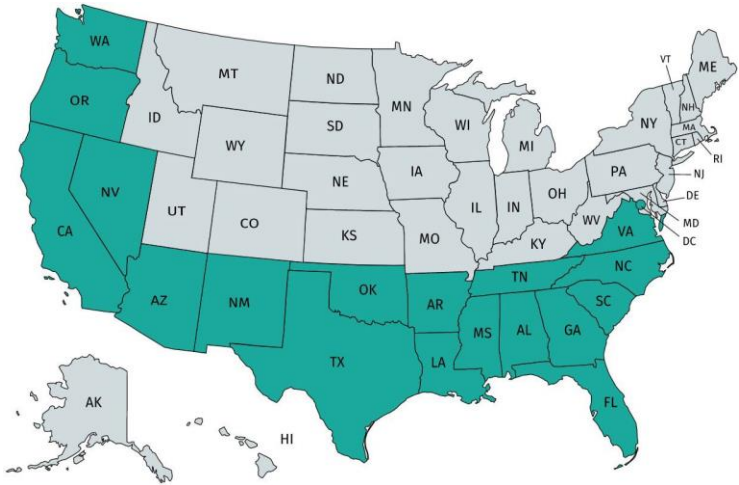 WA
MT
ND
MN
VT
ME
OR
ID
SD
WI
MI
NY
NH
MA
CT
RI
WY
NE
IA
PA
NJ
NV
UT
CO
IL
IN
OH
DE
MD
DC
CA
KS
MO
WV
KY
VA
AZ
NM
OK
AR
TN
NC
SC
TX
LA
MS
AL
GA
FL
AK
HI